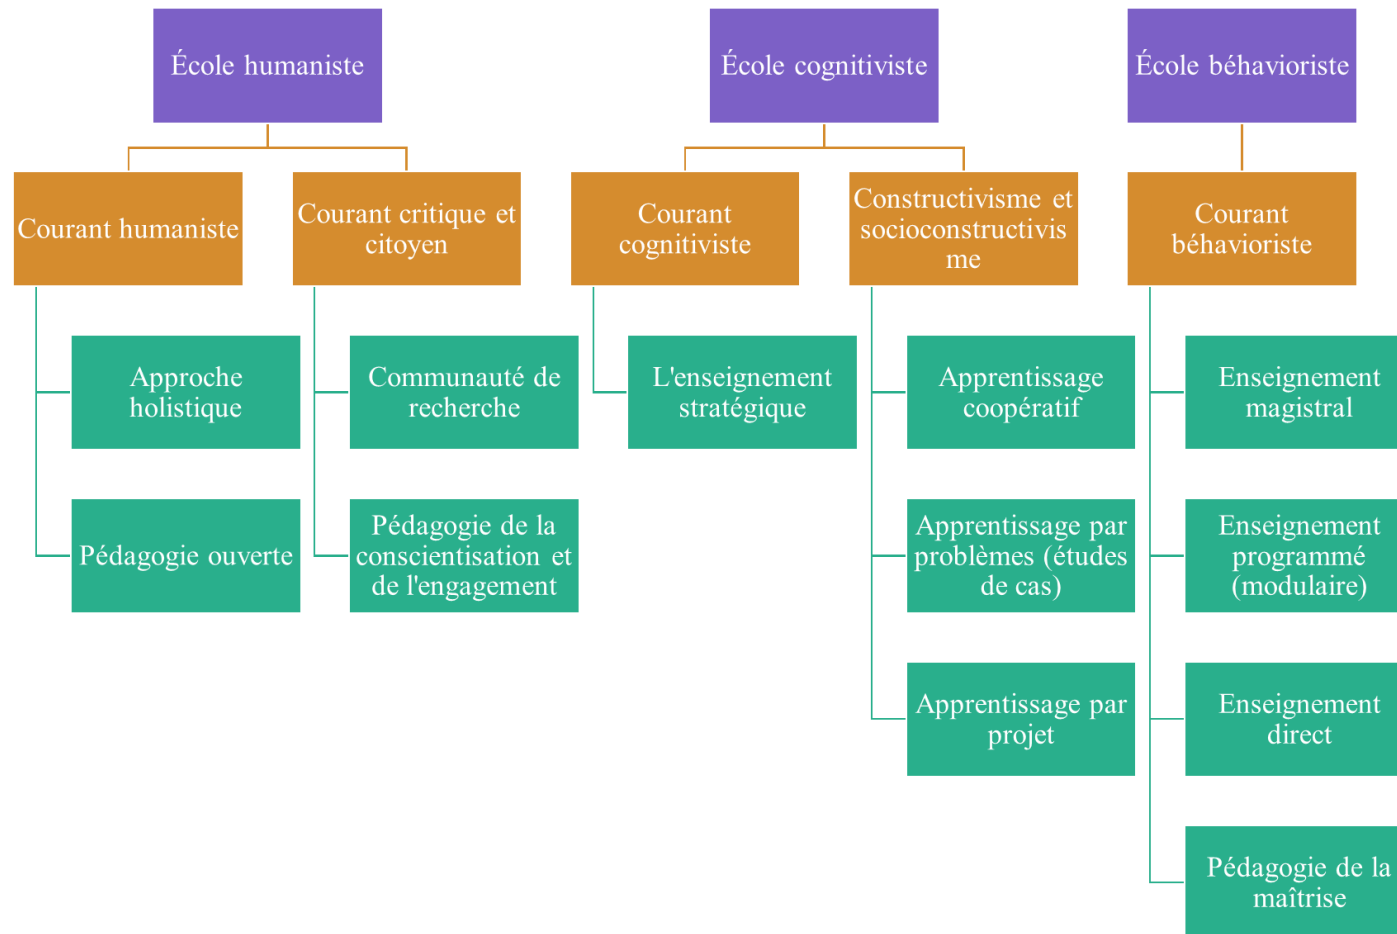 École humaniste
École cognitiviste
École béhavioriste
Courant humaniste
Courant critique et
citoyen
Courant
cognitiviste
Constructivisme et
socioconstructivis
me
Courant
béhavioriste
Approche
holistique
Communauté de
recherche
L'enseignement
stratégique
Apprentissage
coopératif
Enseignement
magistral
Pédagogie ouverte
Pédagogie de la
conscientisation et
de l'engagement
Apprentissage par
problèmes (études
de cas)
Enseignement
programmé
(modulaire)
Apprentissage par
projet
Enseignement
direct
Pédagogie de la
maîtrise